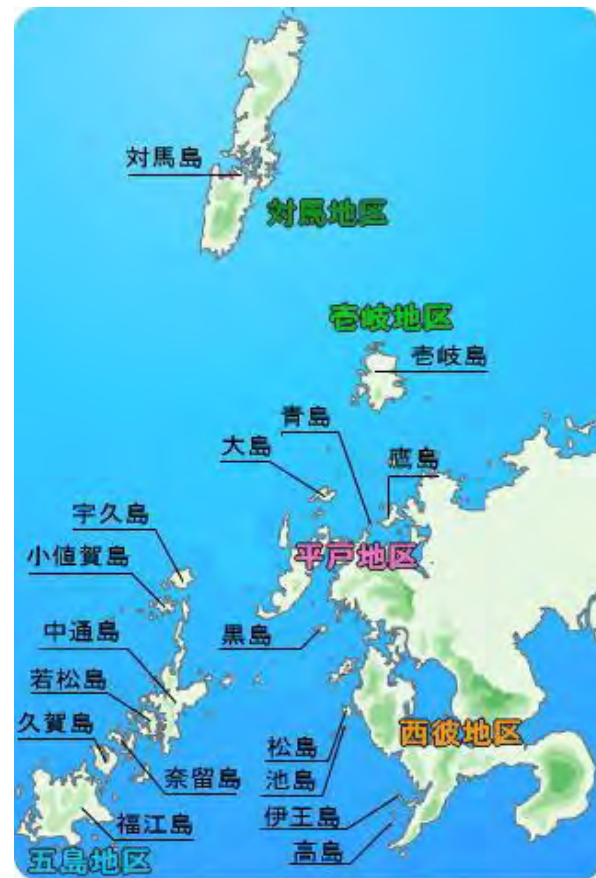 対馬島
対馬地区
壱岐地区
壱岐島
青島
大島
鷹島
宇久島
平戸地区
小値賀島
中通島
黒島
若松島
久賀島
西彼地区
松島
奈留島
池島
伊王島
福江島
高島
五島地区